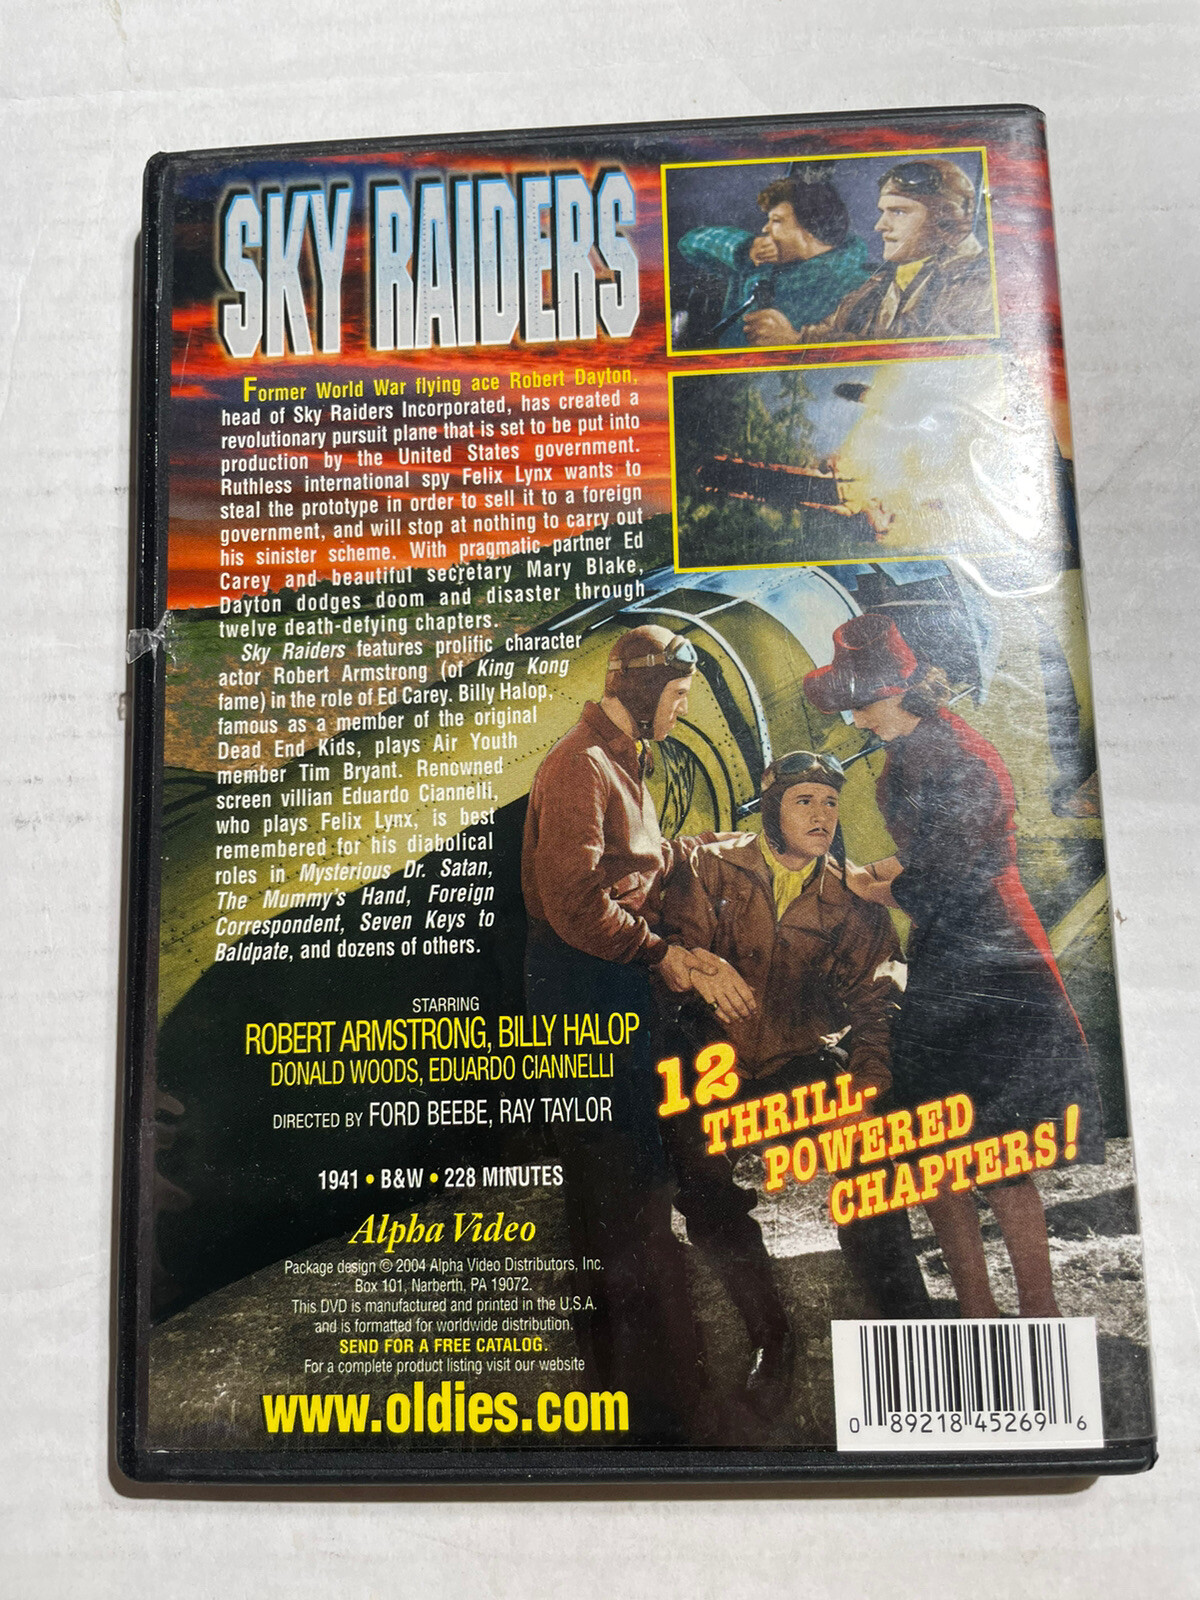 SKY RAIDERS
Former World War flying ace Robert Dayton,
head of Sky Raiders Incorporated, has created a
revolutionary pursuit plane that is set to be put into
production by the United States government.
Ruthless international spy Felix Lynx wants to
steal the prototype in order to sell it to a foreign
government, and will stop at nothing to carry out
his sinister scheme. With pragmatic partner Ed
Carey and beautiful secretary Mary Blake,
Dayton dodges doom and disaster through
twelve death-defying chapters.
Sky Raiders features prolific character
actor Robert Armstrong (of King Kong
fame) in the role of Ed Carey. Billy Halop,
famous as a member of the original
Dead End Kids, plays Air Youth
member Tim Bryant. Renowned
screen villian Eduardo Ciannelli,
who plays Felix Lynx, is best
remembered for his diabolical
roles in Mysterious Dr. Satan,
The Mummy's Hand, Foreign
Correspondent, Seven Keys to
Baldpate, and dozens of others.
STARRING
ROBERT ARMSTRONG, BILLY HALOP
DONALD WOODS, EDUARDO CIANNELLI
DIRECTED BY FORD BEEBE, RAY TAYLOR
12
THRILL-
POWERED
CHAPTERS!
1941 • B&W • 228 MINUTES
Alpha Video
Package design © 2004 Alpha Video Distributors, Inc.
Box 101, Narberth, PA 19072.
This DVD is manufactured and printed in the U.S.A.
and is formatted for worldwide distribution.
SEND FOR A FREE CATALOG.
For a complete product listing visit our website
www.oldies.com
0 89218 45269 6